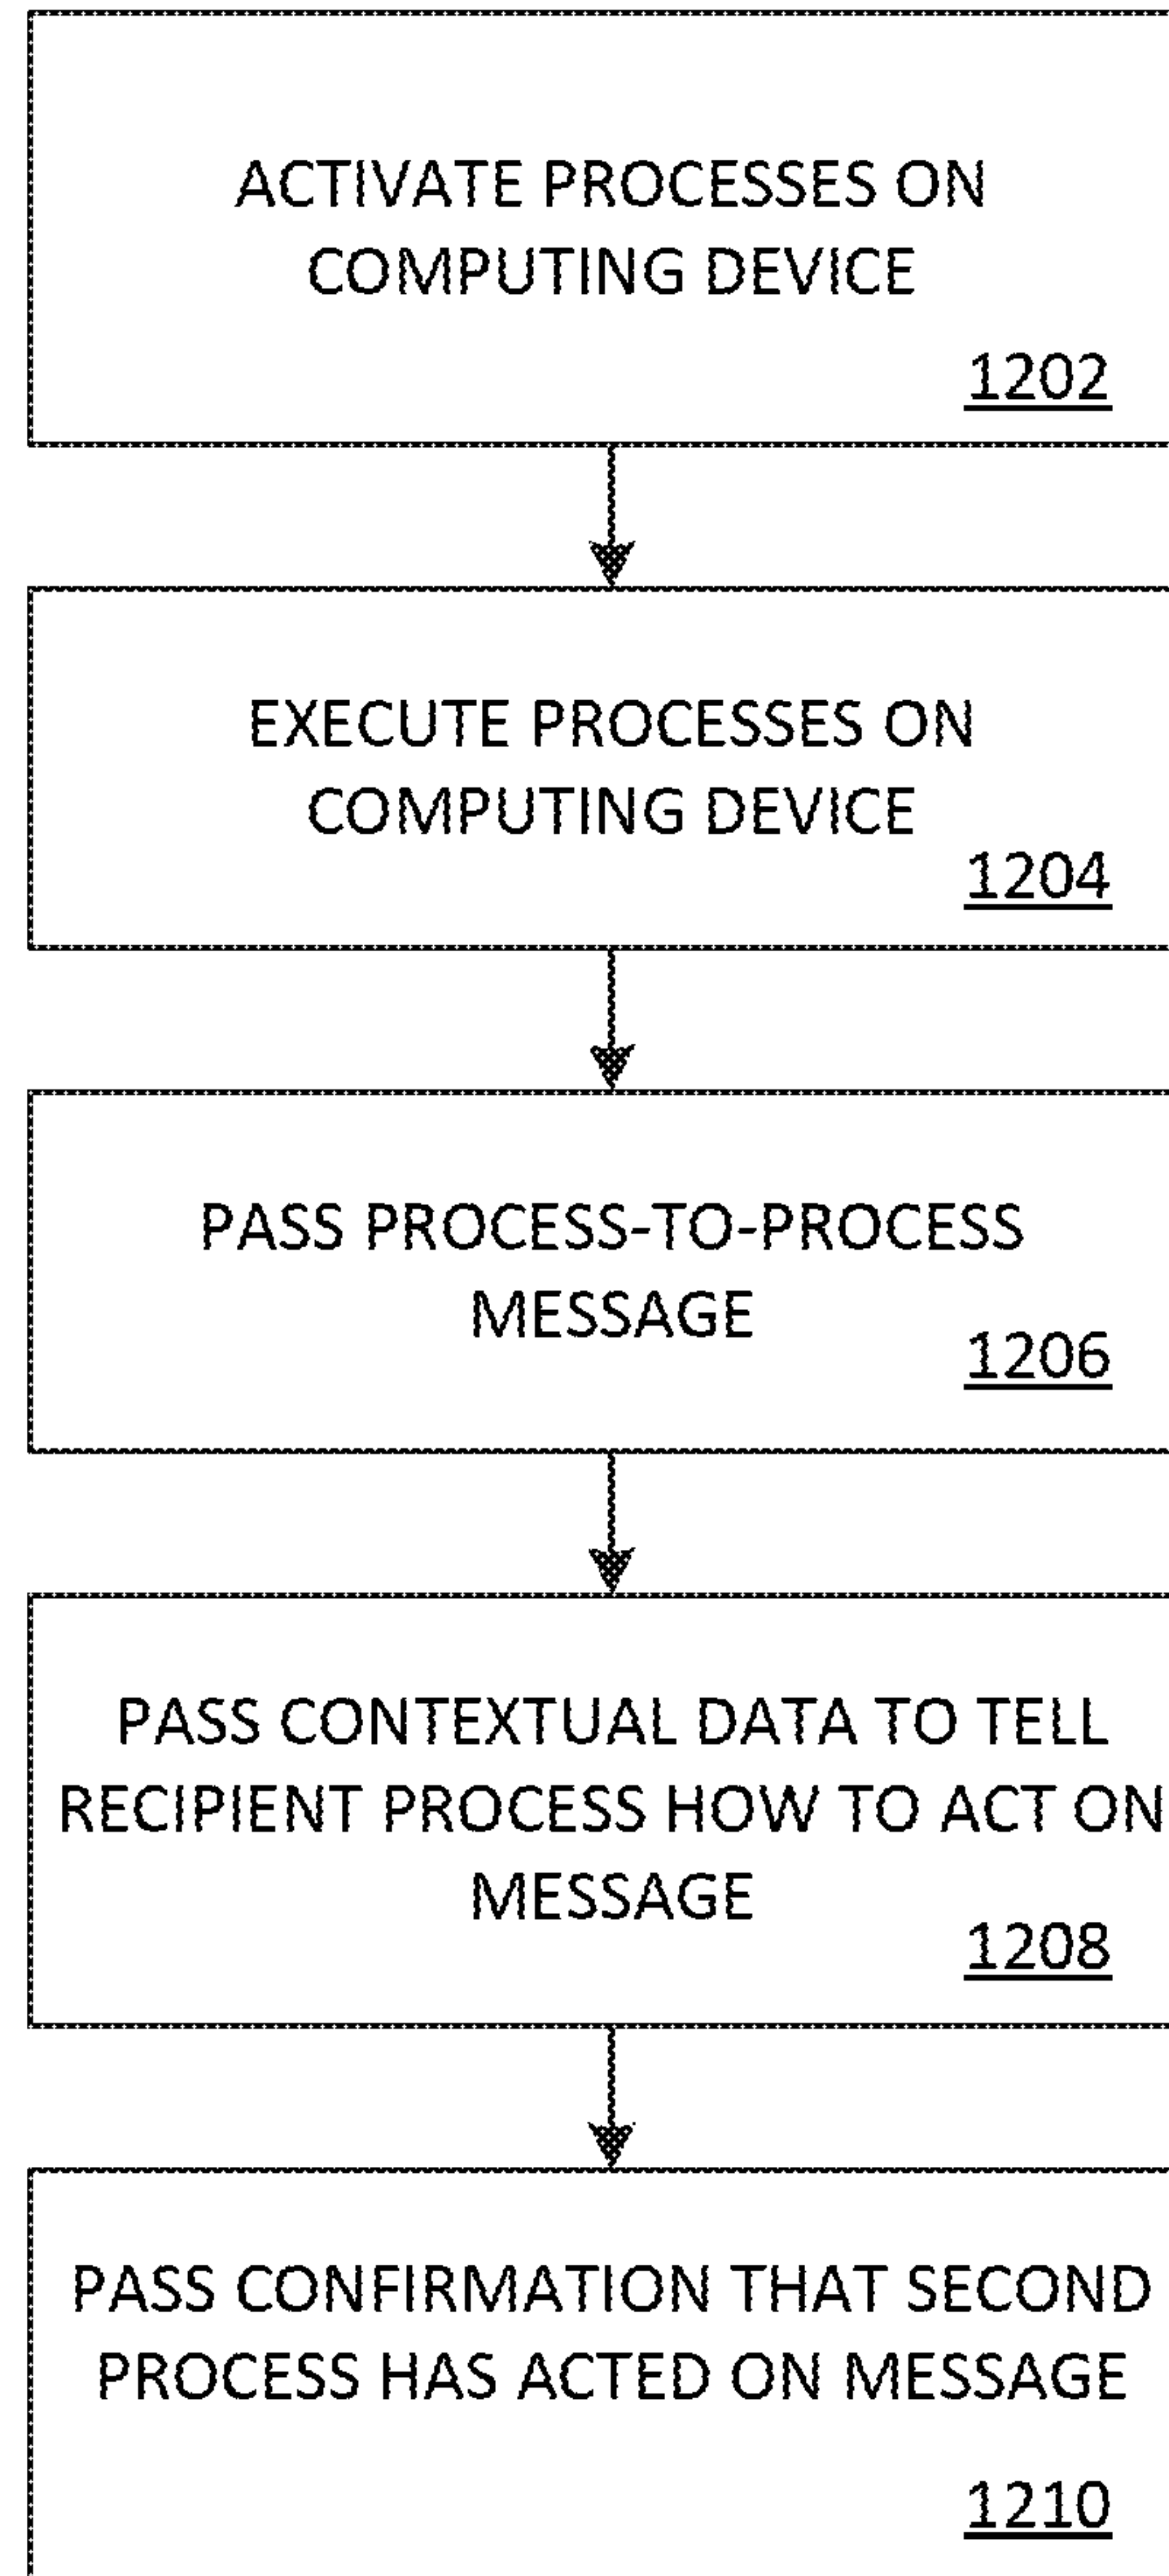 ACTIVATE PROCESSES ON
COMPUTING DEVICE
1202
EXECUTE PROCESSES ON
COMPUTING DEVICE
1204
PASS PROCESS-TO-PROCESS
MESSAGE
1206
PASS CONTEXTUAL DATA TO TELL
RECIPIENT PROCESS HOW TO ACT ON
MESSAGE
1208
PASS CONFIRMATION THAT SECOND
PROCESS HAS ACTED ON MESSAGE
1210